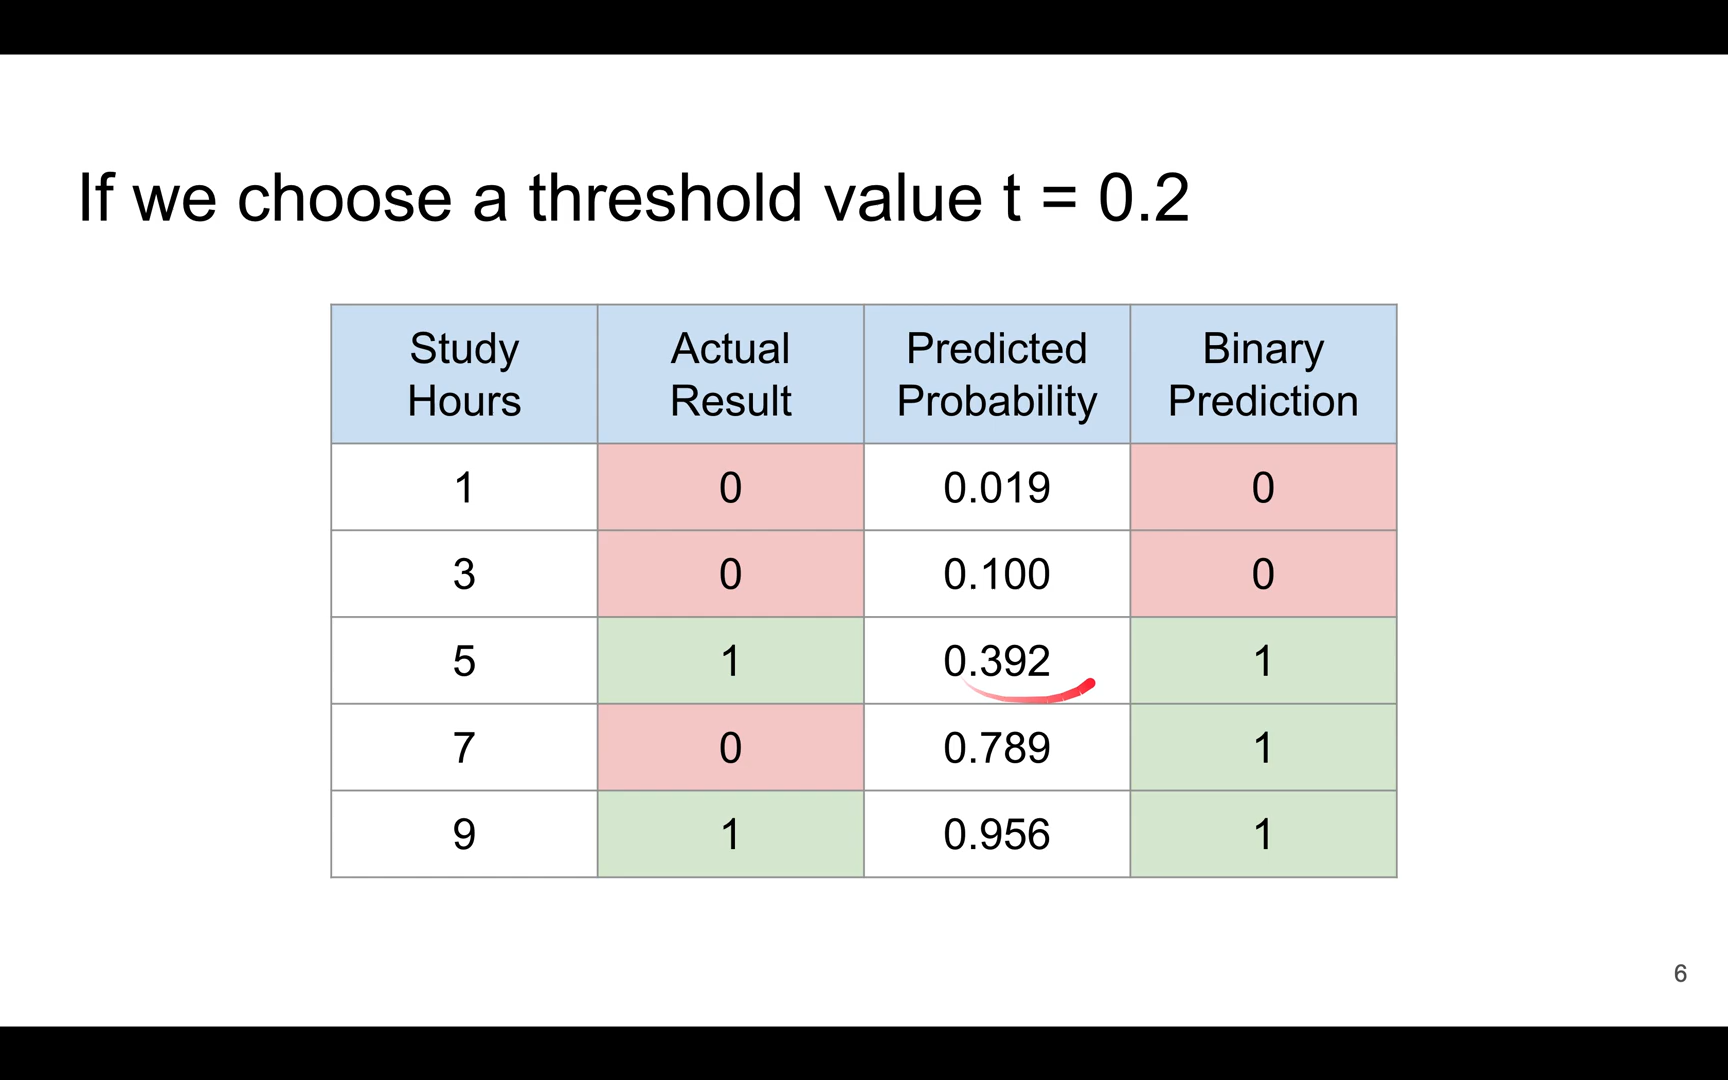 If we choose a threshold value t = 0.2
Study Hours Actual Result Predicted Probability Binary Prediction
1 0 0.019 0
3 0 0.100 0
5 1 0.392 1
7 0 0.789 1
9 1 0.956 1
6